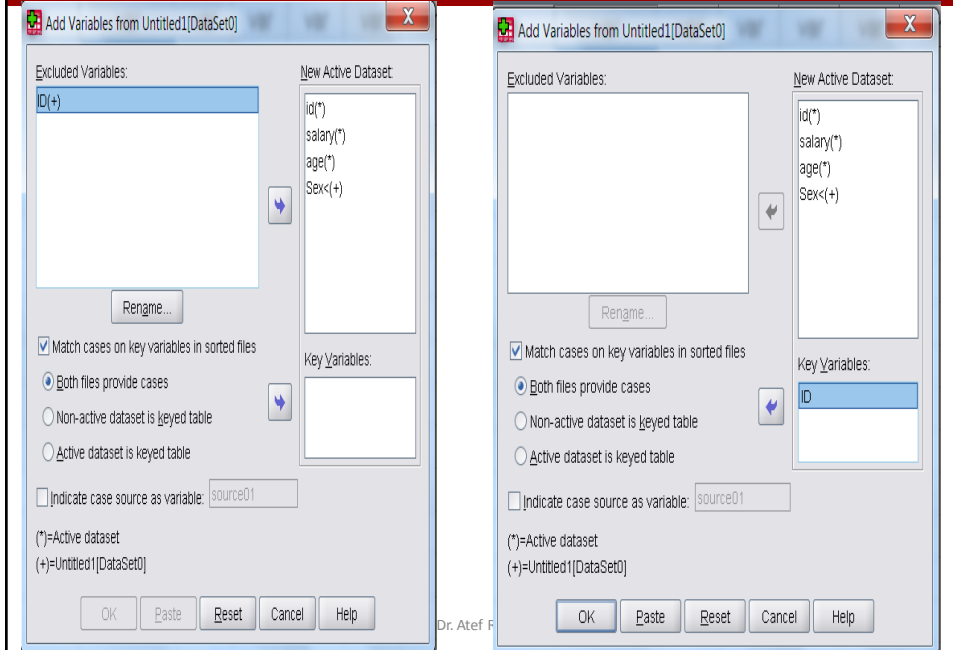 Add Variables from Untitled1[DataSet0]
X
Excluded Variables:
New Active Dataset:
ID(+)
id(*)
salary(*)
age(*)
Sex<(+)
Rename...
Match cases on key variables in sorted files
Both files provide cases
Non-active dataset is keyed table
Active dataset is keyed table
Key Variables:
Indicate case source as variable: source01
(*)=Active dataset
(+)=Untitled1[DataSet0]
OK Paste Reset Cancel Help
Dr. Atef
Add Variables from Untitled1[DataSet0]
X
Excluded Variables:
New Active Dataset:
id(*)
salary(*)
age(*)
Sex<(+)
Rename...
Match cases on key variables in sorted files
Both files provide cases
Non-active dataset is keyed table
Active dataset is keyed table
Key Variables:
ID
Indicate case source as variable: source01
(*)=Active dataset
(+)=Untitled1[DataSet0]
OK Paste Reset Cancel Help